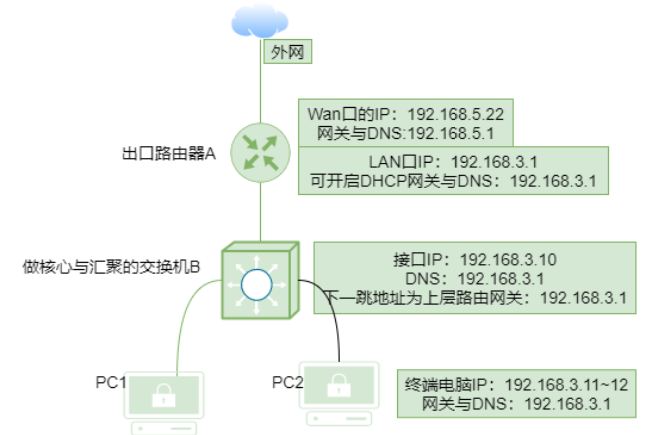 外网
Wan口的IP：192.168.5.22
网关与DNS:192.168.5.1
出口路由器A
LAN口IP：192.168.3.1
可开启DHCP网关与DNS：192.168.3.1
做核心与汇聚的交换机B
接口IP：192.168.3.10
DNS：192.168.3.1
下一跳地址为上层路由网关：192.168.3.1
PC1
PC2
终端电脑IP：192.168.3.11~12
网关与DNS：192.168.3.1